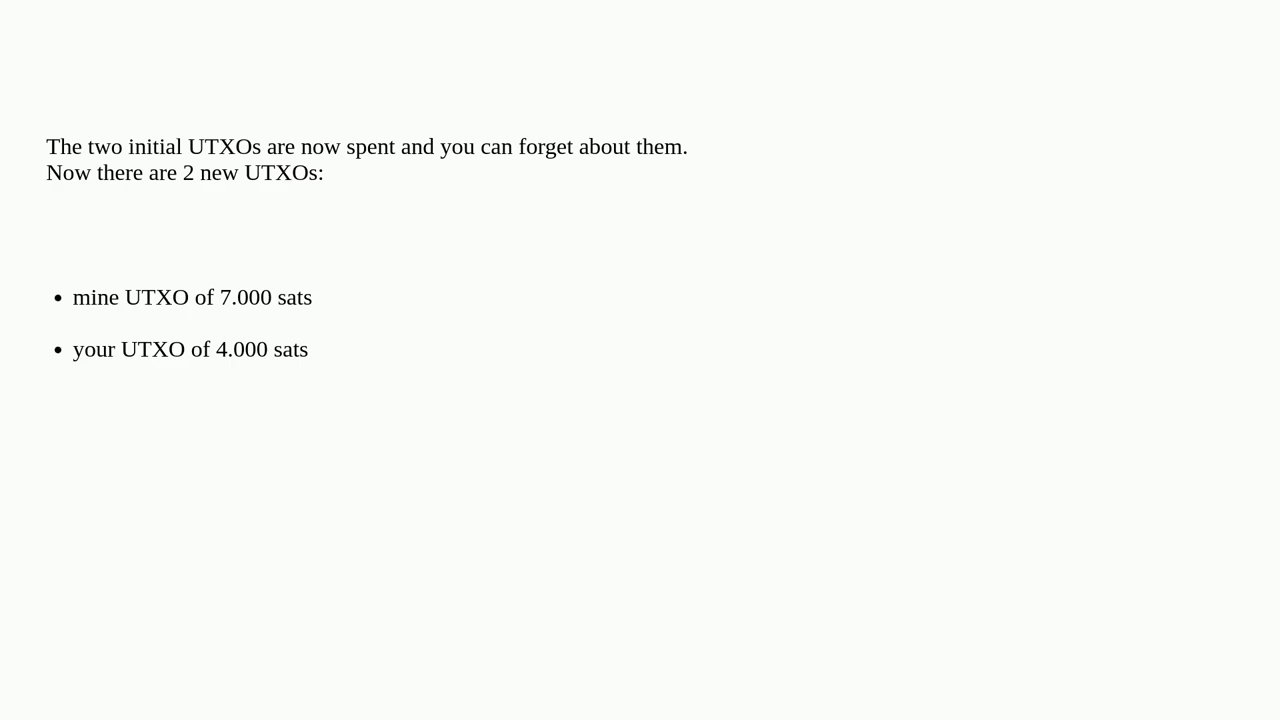 The two initial UTXOs are now spent and you can forget about them.
Now there are 2 new UTXOs:
• mine UTXO of 7.000 sats
• your UTXO of 4.000 sats